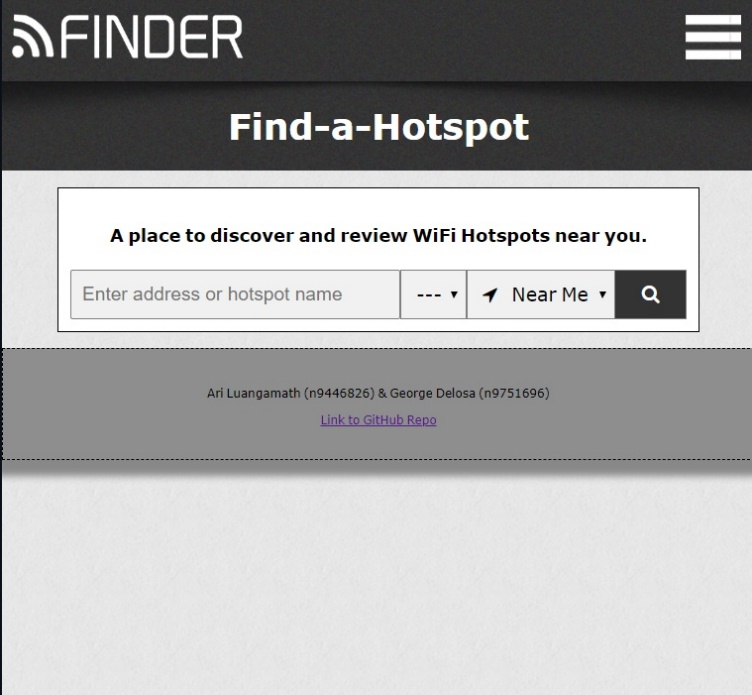 FINDER
Find-a-Hotspot
A place to discover and review WiFi Hotspots near you.
Enter address or hotspot name --- Near Me
Ari Luangamath (n9446826) & George Delosa (n9751696)
Link to GitHub Repo